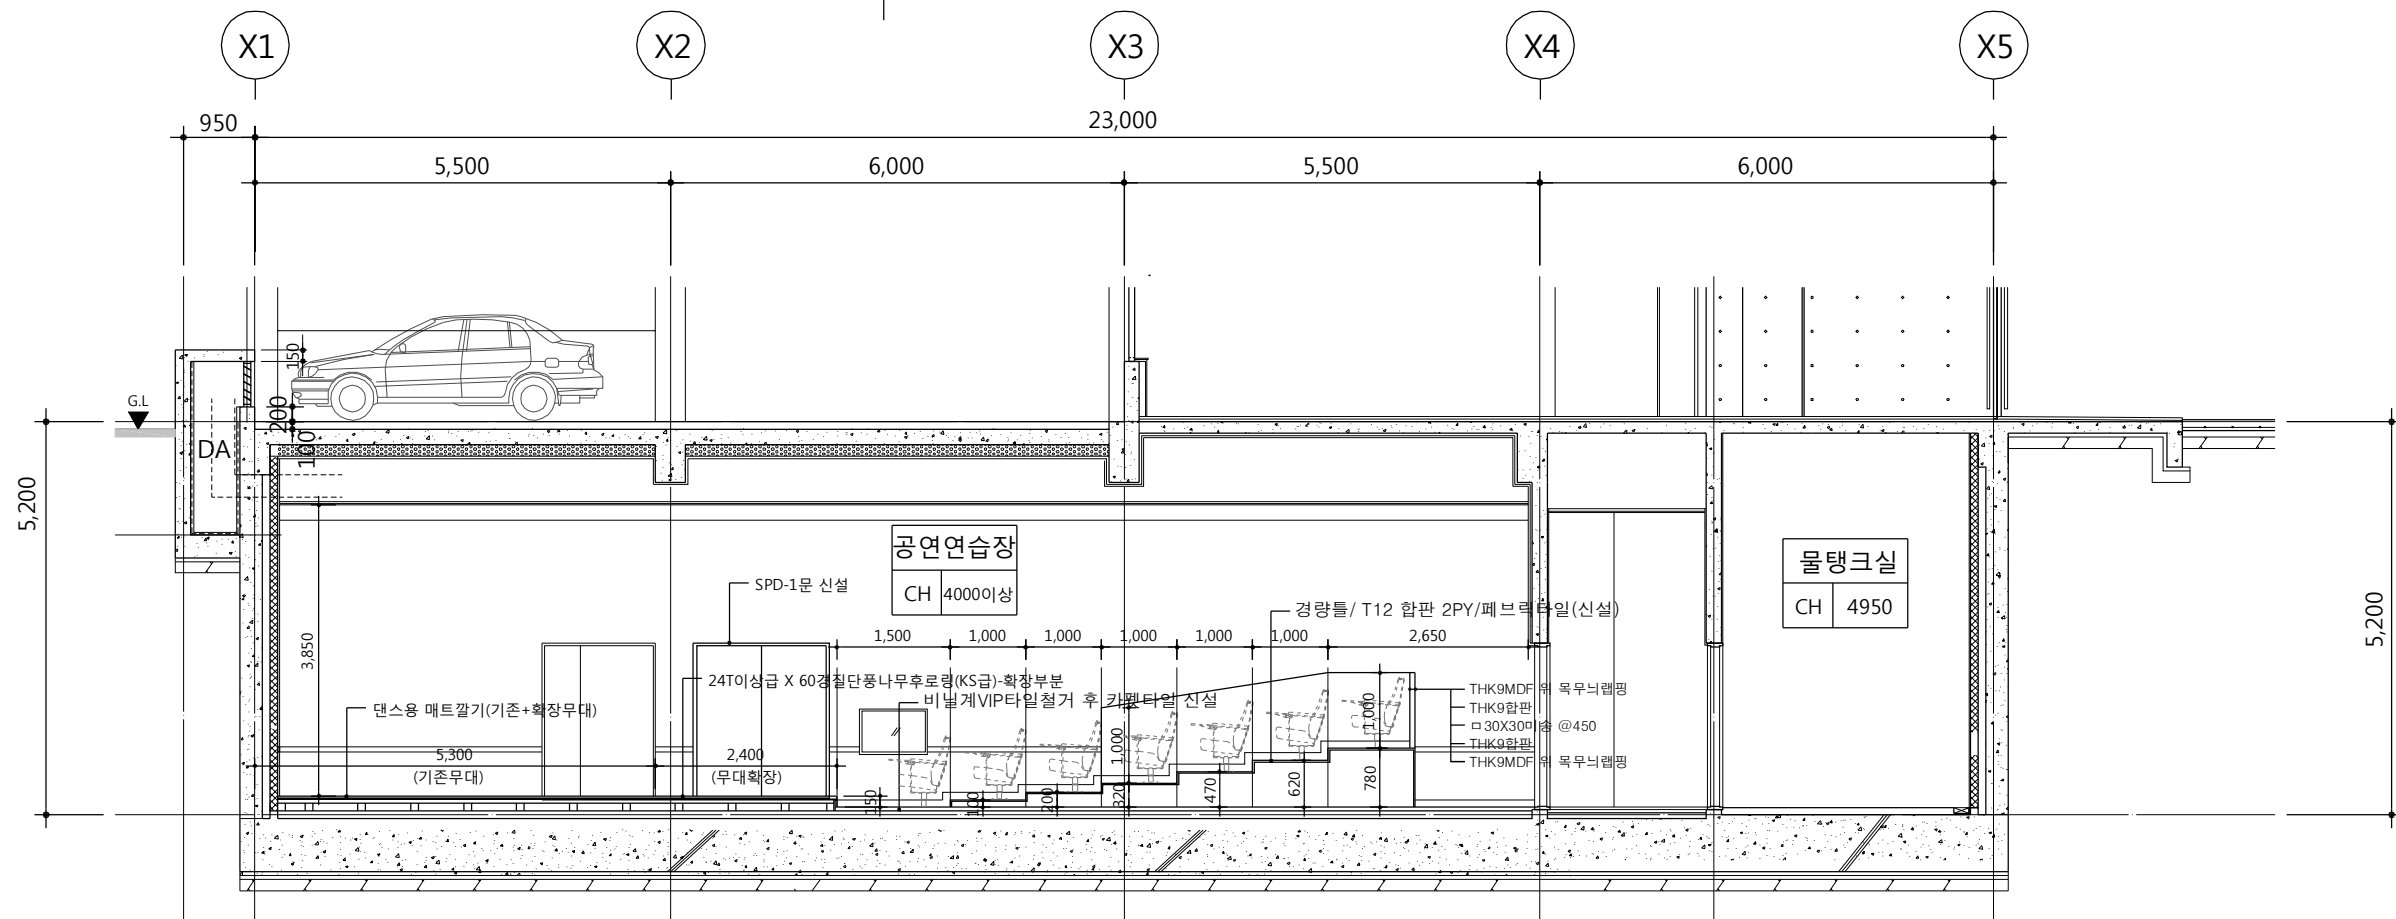 X1
X2
X3
X4
X5
950
23,000
5,500
6,000
5,500
6,000
150
G.L
200
DA
100
5,200
5,200
공연연습장
CH
4000이상
물탱크실
CH
4950
SPD-1문 신설
경량틀/ T12 합판 2PY/페브릭타일(신설)
3,850
1,500
1,000
1,000
1,000
1,000
1,000
2,650
24T이상급 X 60경질단풍나무후로링(KS급)-확장부분
비닐계VIP타일철거 후 카펫타일 신설
댄스용 매트깔기(기존+확장무대)
THK9MDF 위 목무늬랩핑
THK9합판
ㅁ30X30미송 @450
THK9합판
THK9MDF 위 목무늬랩핑
5,300
(기존무대)
2,400
(무대확장)
1,000
1,000
150
100
200
320
470
620
780